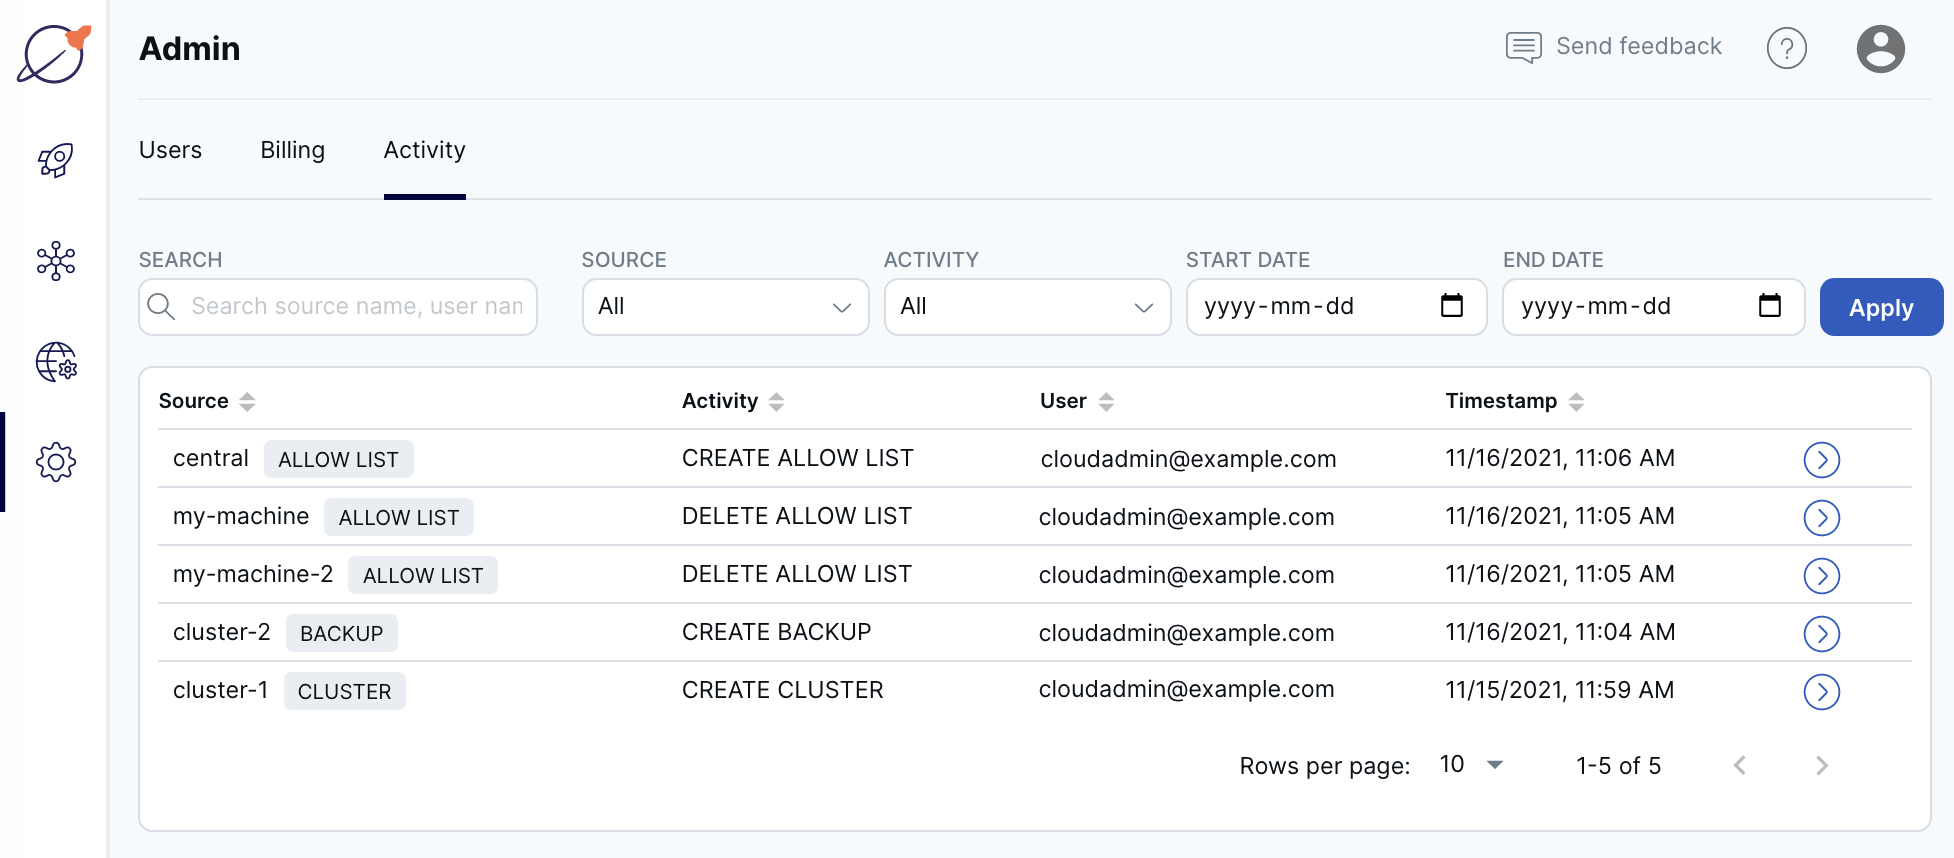 Admin
Send feedback
?
Users Billing Activity
SEARCH SOURCE ACTIVITY START DATE END DATE
Search source name, user nan All All yyyy-mm-dd yyyy-mm-dd Apply
Source Activity User Timestamp
central ALLOW LIST CREATE ALLOW LIST cloudadmin@example.com 11/16/2021, 11:06 AM
my-machine ALLOW LIST DELETE ALLOW LIST cloudadmin@example.com 11/16/2021, 11:05 AM
my-machine-2 ALLOW LIST DELETE ALLOW LIST cloudadmin@example.com 11/16/2021, 11:05 AM
cluster-2 BACKUP CREATE BACKUP cloudadmin@example.com 11/16/2021, 11:04 AM
cluster-1 CLUSTER CREATE CLUSTER cloudadmin@example.com 11/15/2021, 11:59 AM
Rows per page: 10 1-5 of 5